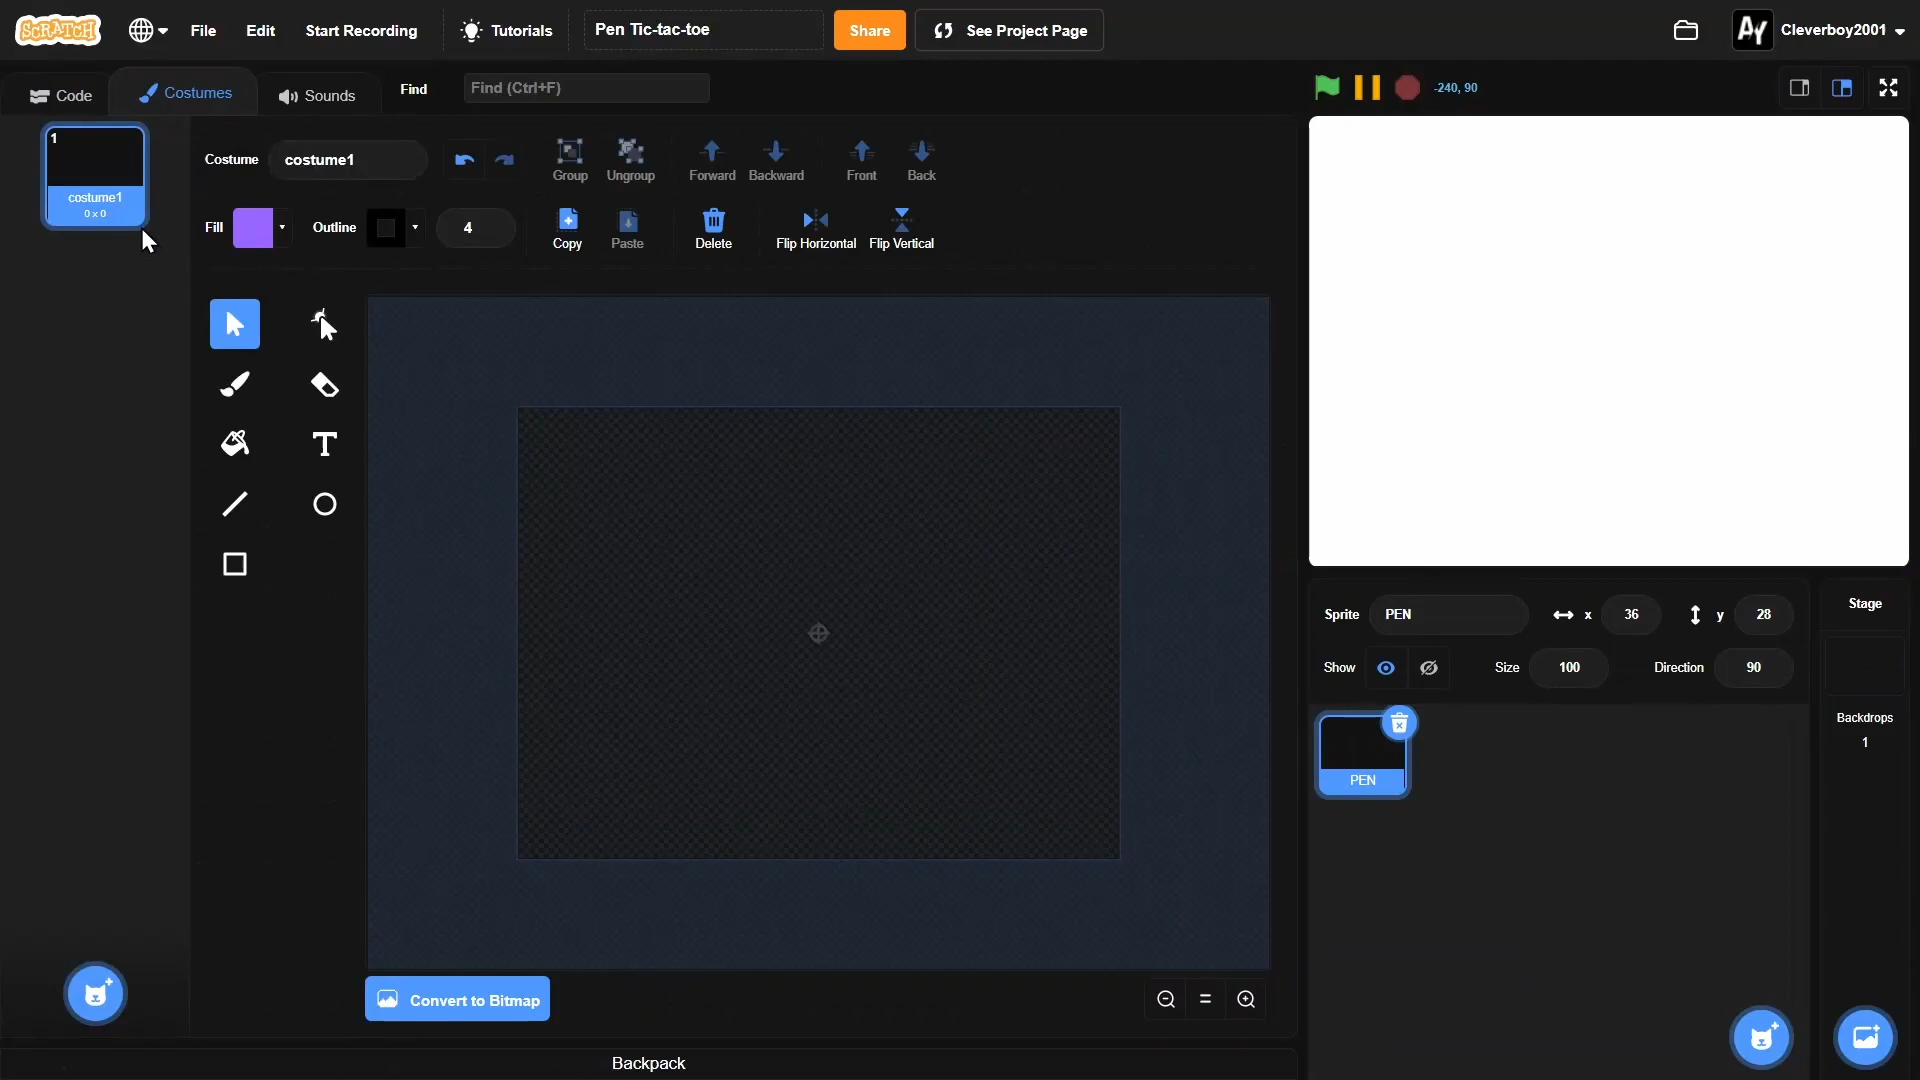 SCRATCH File Edit Start Recording Tutorials Pen Tic-tac-toe Share See Project Page Ay Cleverboy2001
Code Costumes Sounds Find Find (Ctrl+F) -240, 90
1
costume1
0 x 0
Costume costume1 Group Ungroup Forward Backward Front Back
Fill Outline 4 Copy Paste Delete Flip Horizontal Flip Vertical
T
Sprite PEN x 36 y 28
Show Size 100 Direction 90
PEN
Stage
Backdrops
1
Convert to Bitmap
Backpack